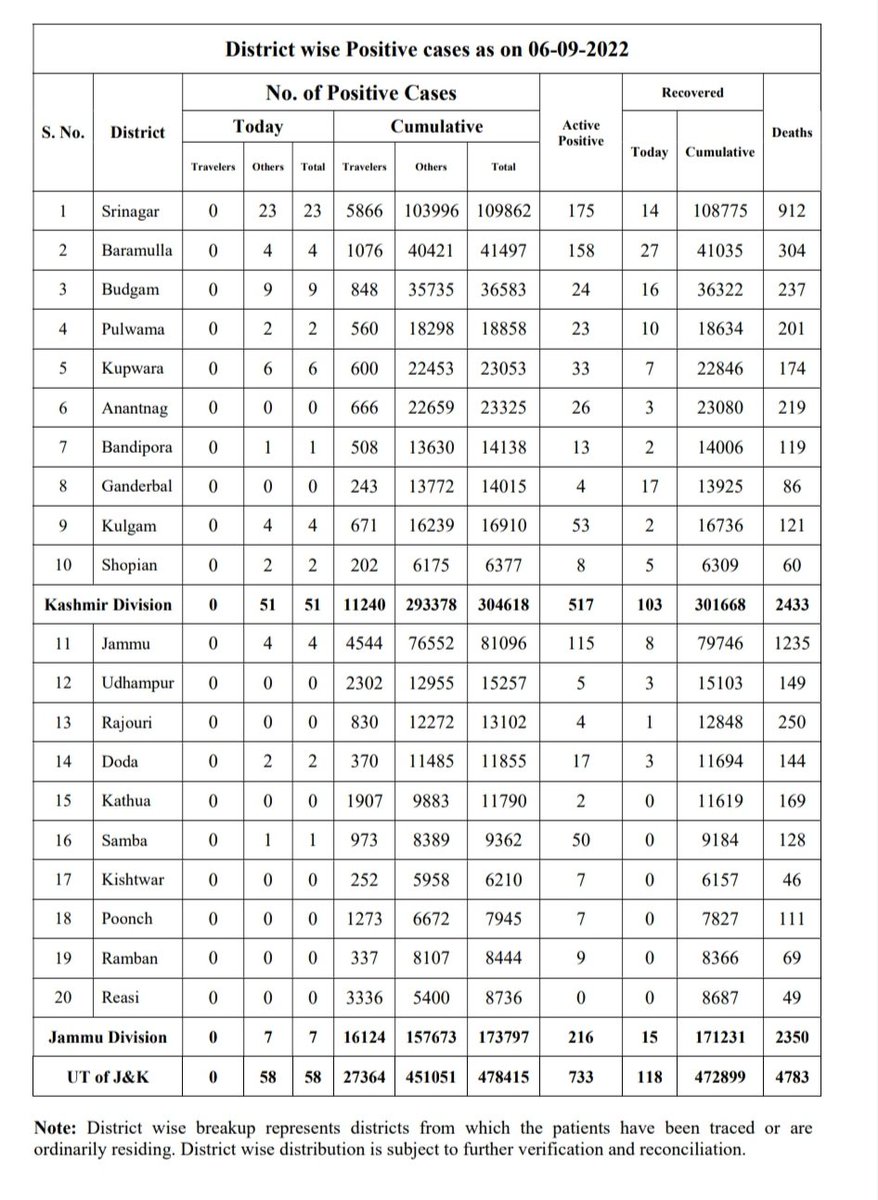 District wise Positive cases as on 06-09-2022
S. No. District No. of Positive Cases Active Positive Recovered Deaths
Today Cumulative Today Cumulative
Travelers Others Total Travelers Others Total
1 Srinagar 0 23 23 5866 103996 109862 175 14 108775 912
2 Baramulla 0 4 4 1076 40421 41497 158 27 41035 304
3 Budgam 0 9 9 848 35735 36583 24 16 36322 237
4 Pulwama 0 2 2 560 18298 18858 23 10 18634 201
5 Kupwara 0 6 6 600 22453 23053 33 7 22846 174
6 Anantnag 0 0 0 666 22659 23325 26 3 23080 219
7 Bandipora 0 1 1 508 13630 14138 13 2 14006 119
8 Ganderbal 0 0 0 243 13772 14015 4 17 13925 86
9 Kulgam 0 4 4 671 16239 16910 53 2 16736 121
10 Shopian 0 2 2 202 6175 6377 8 5 6309 60
Kashmir Division 0 51 51 11240 293378 304618 517 103 301668 2433
11 Jammu 0 4 4 4544 76552 81096 115 8 79746 1235
12 Udhampur 0 0 0 2302 12955 15257 5 3 15103 149
13 Rajouri 0 0 0 830 12272 13102 4 1 12848 250
14 Doda 0 2 2 370 11485 11855 17 3 11694 144
15 Kathua 0 0 0 1907 9883 11790 2 0 11619 169
16 Samba 0 1 1 973 8389 9362 50 0 9184 128
17 Kishtwar 0 0 0 252 5958 6210 7 0 6157 46
18 Poonch 0 0 0 1273 6672 7945 7 0 7827 111
19 Ramban 0 0 0 337 8107 8444 9 0 8366 69
20 Reasi 0 0 0 3336 5400 8736 0 0 8687 49
Jammu Division 0 7 7 16124 157673 173797 216 15 171231 2350
UT of J&K 0 58 58 27364 451051 478415 733 118 472899 4783
Note: District wise breakup represents districts from which the patients have been traced or are
ordinarily residing. District wise distribution is subject to further verification and reconciliation.